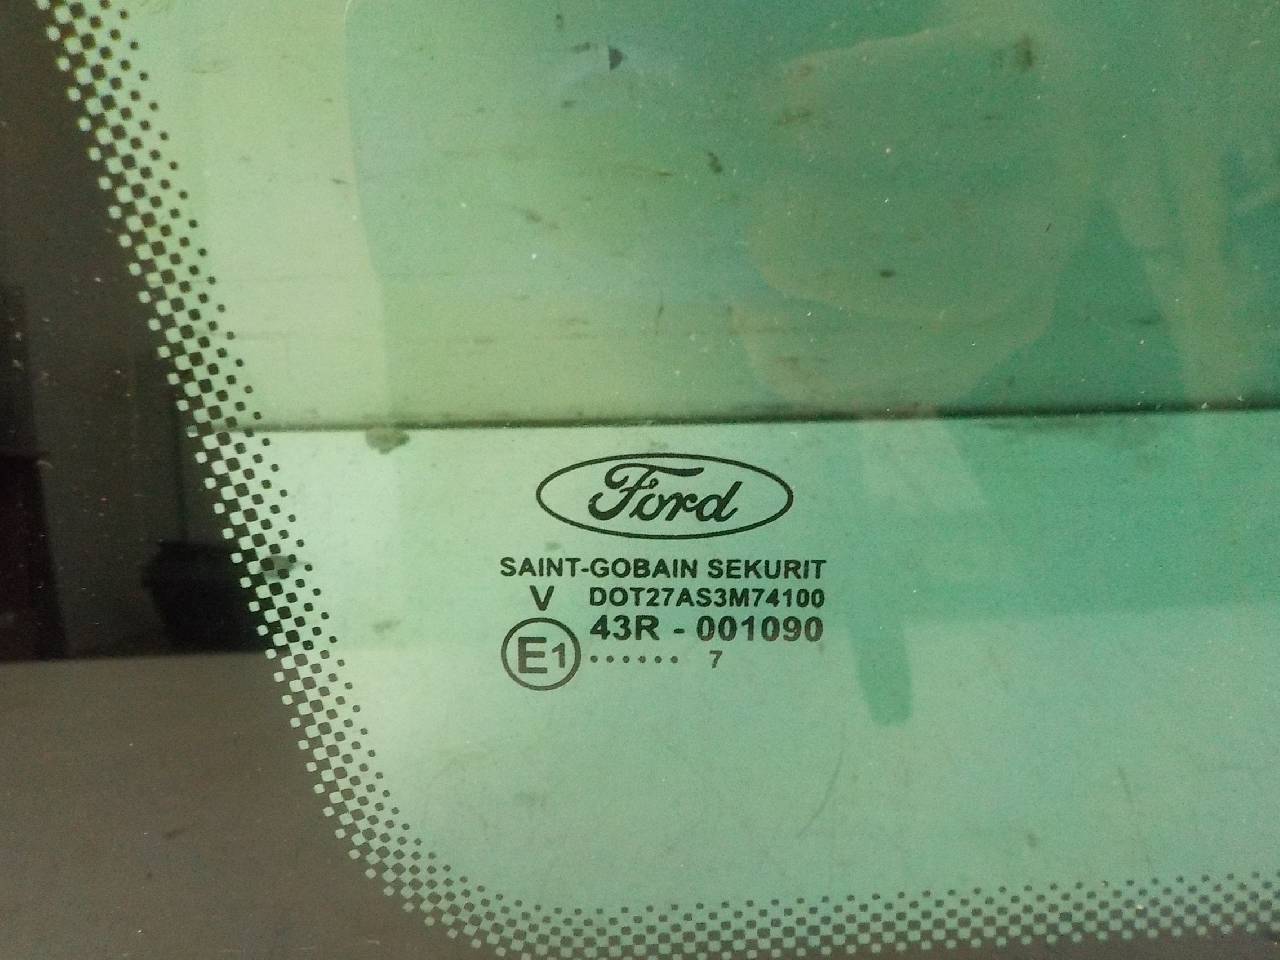 Ford
SAINT-GOBAIN SEKURIT
V DOT27AS3M74100
43R - 001090
E1 ...... 7